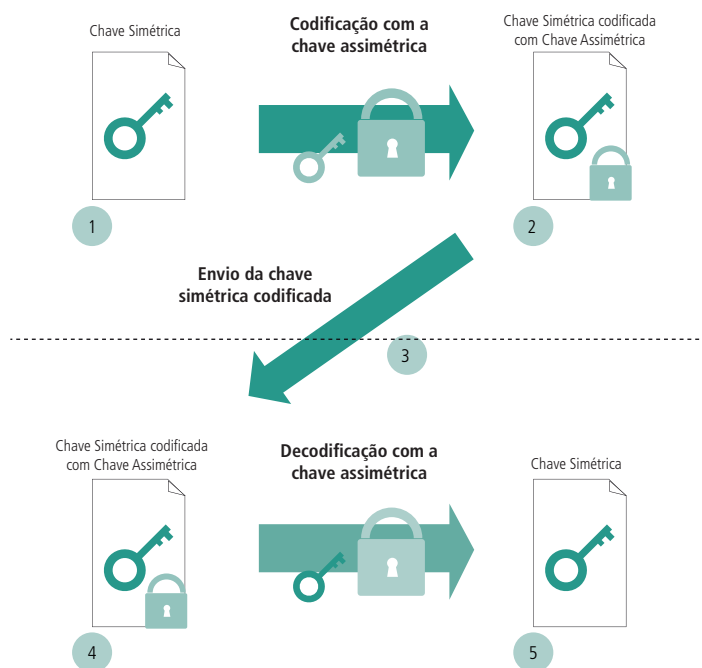 Chave Simétrica
Codificação com a
chave assimétrica
Chave Simétrica codificada
com Chave Assimétrica
1
2
Envio da chave
simétrica codificada
3
Chave Simétrica codificada
com Chave Assimétrica
Decodificação com a
chave assimétrica
Chave Simétrica
4
5